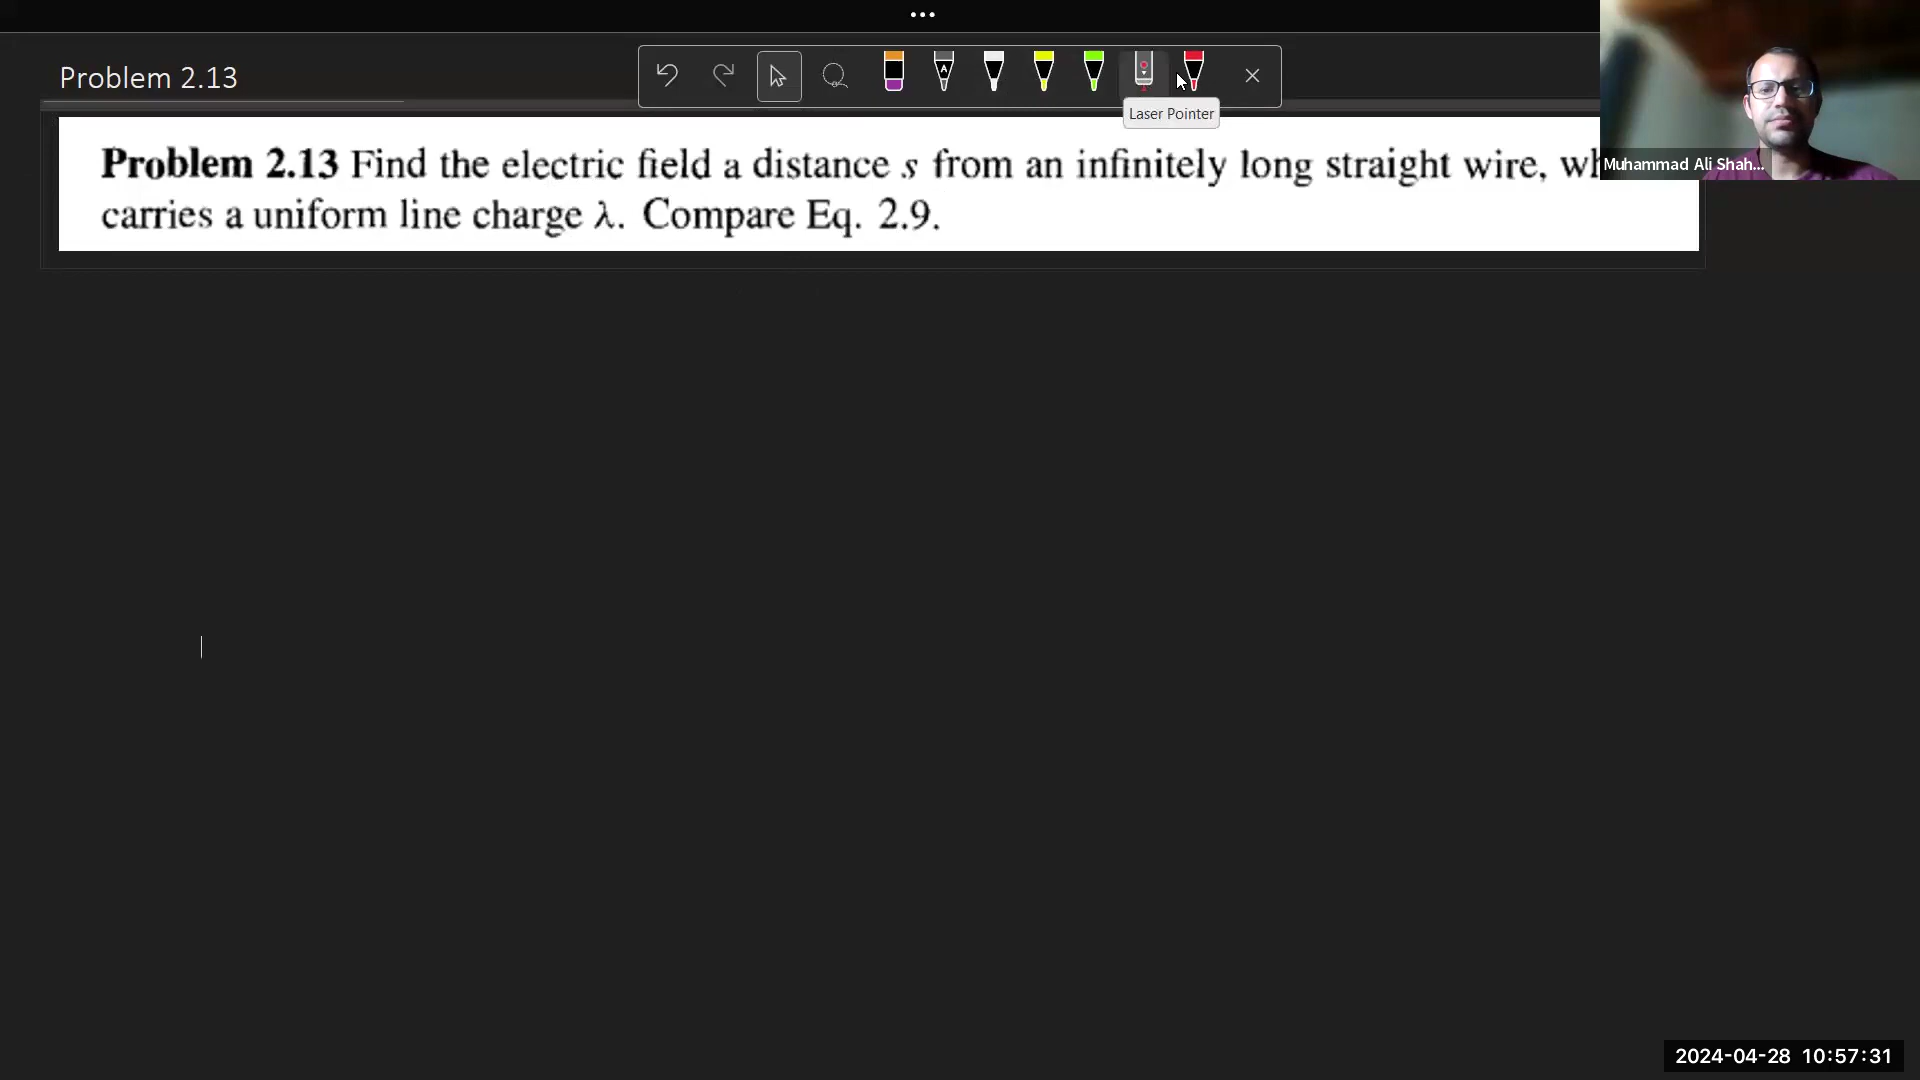 Problem 2.13
Laser Pointer
Muhammad Ali Shah...
Problem 2.13 Find the electric field a distance s from an infinitely long straight wire,
carries a uniform line charge λ. Compare Eq. 2.9.
2024-04-28 10:57:31